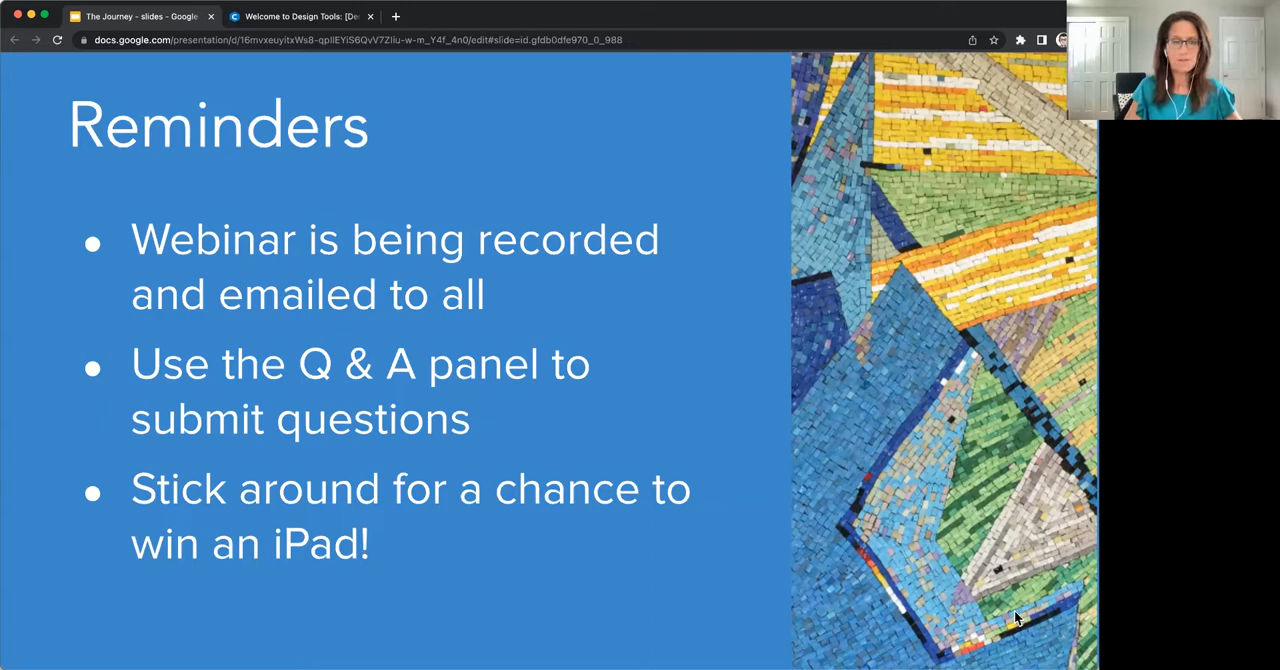 The Journey - slides - Google
Welcome to Design Tools: [De
docs.google.com/presentation/d/16mvxeuyitxWs8-qpIlEYiS6QvV7Zliu-w-m_Y4f_4n0/edit#slide=id.gfdb0dfe970_0_988
Reminders
● Webinar is being recorded
and emailed to all
● Use the Q & A panel to
submit questions
● Stick around for a chance to
win an iPad!